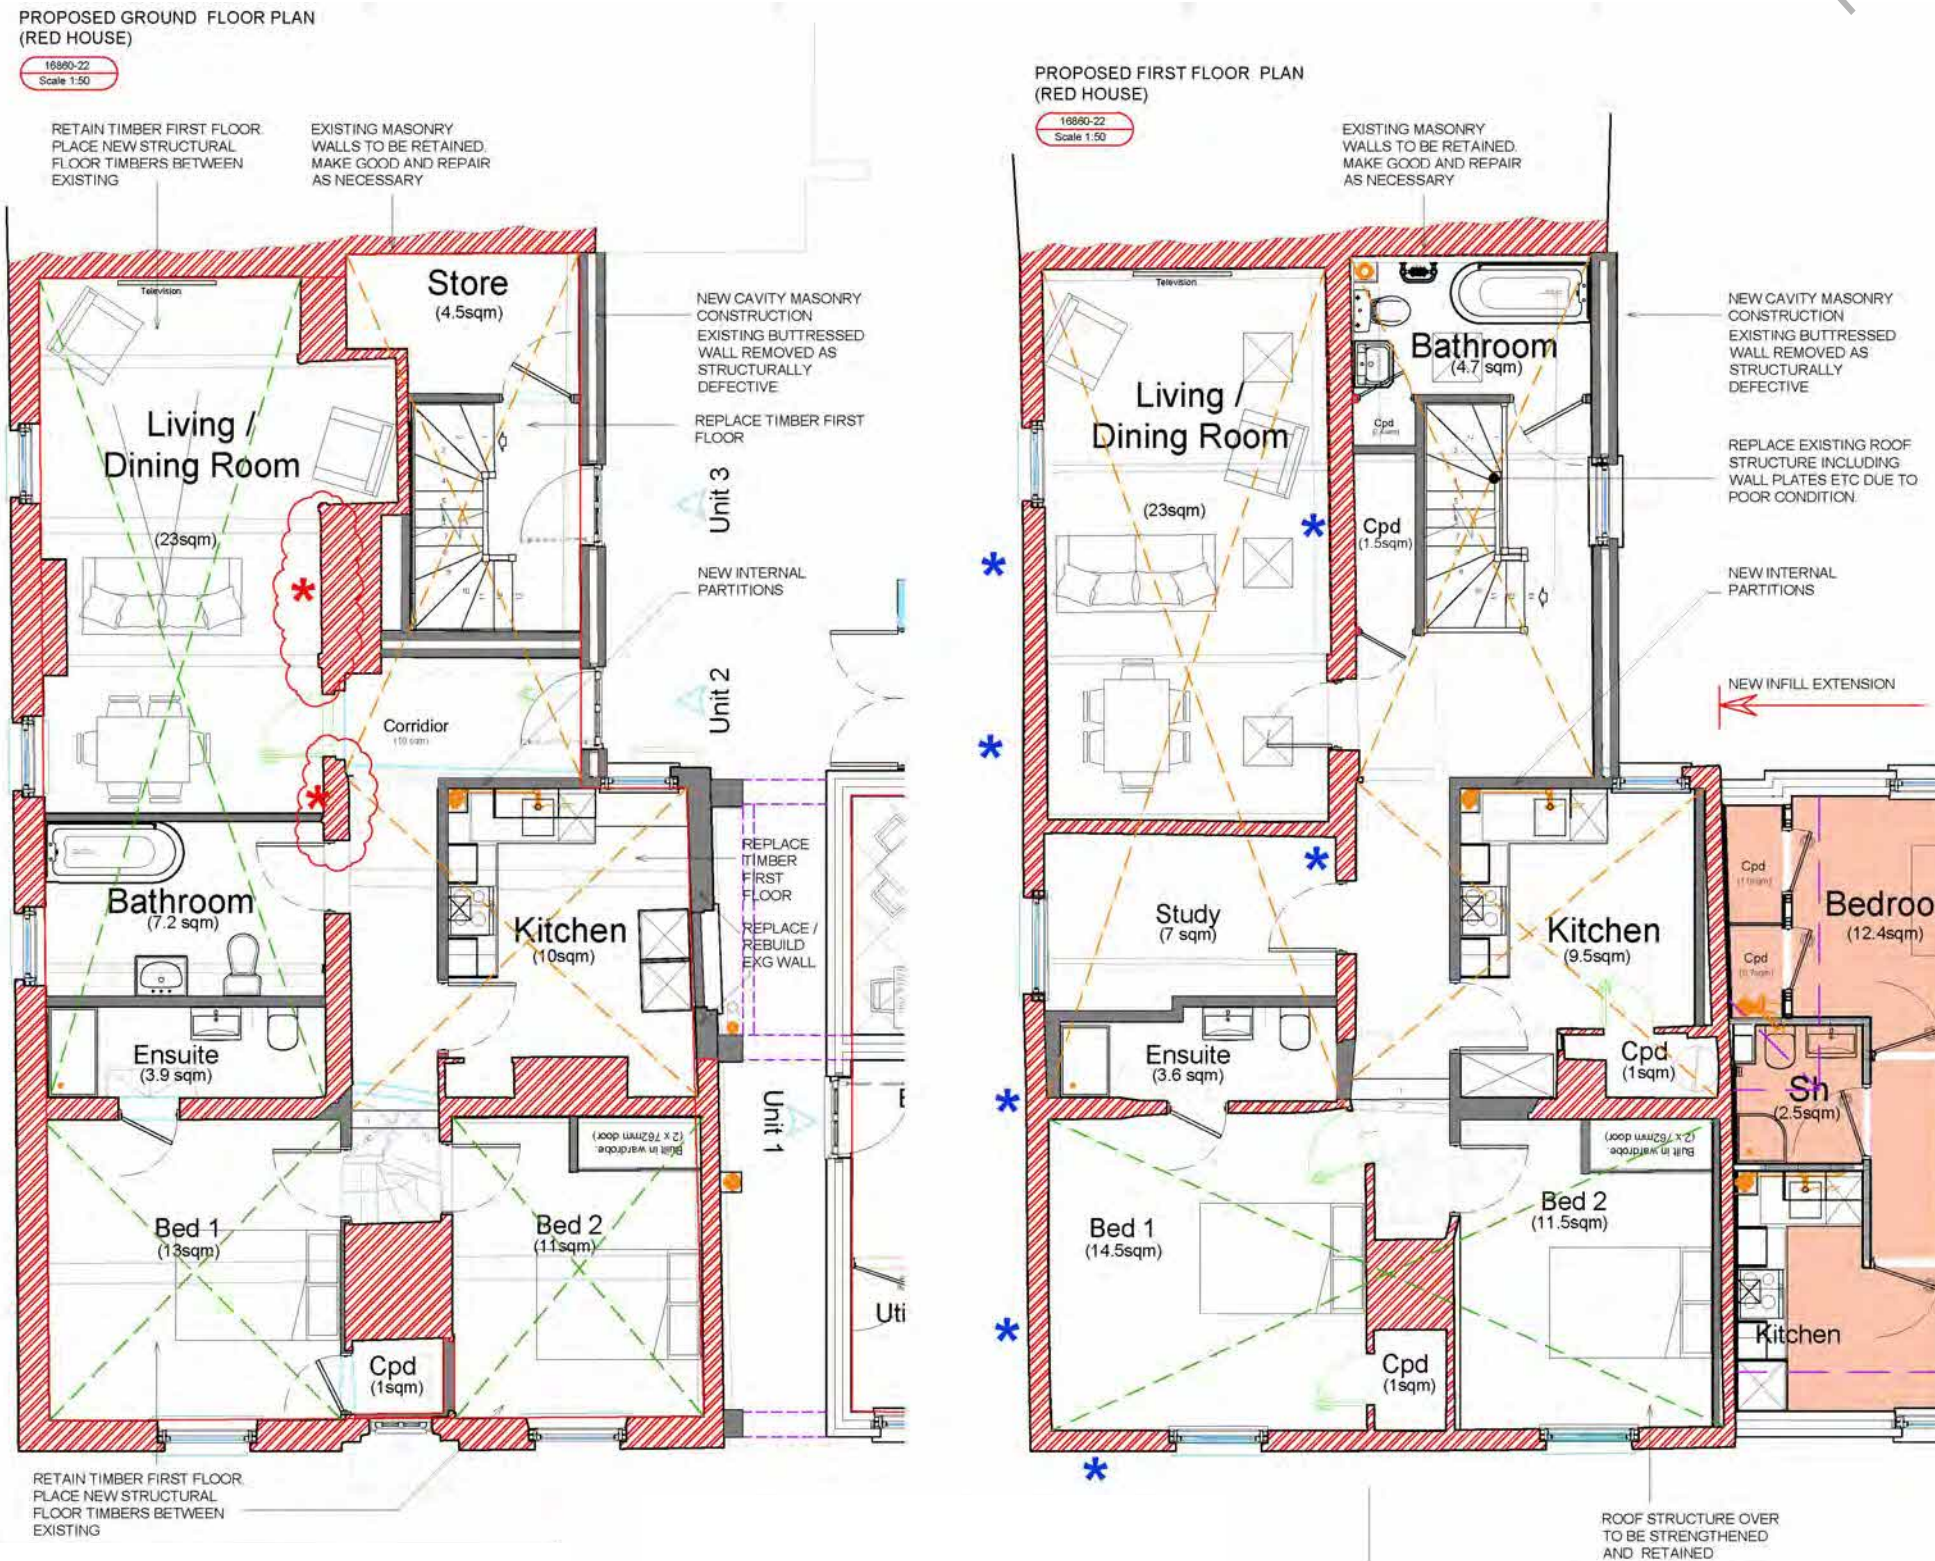 PROPOSED GROUND FLOOR PLAN
(RED HOUSE)
16860-22
Scale 1:50
RETAIN TIMBER FIRST FLOOR.
PLACE NEW STRUCTURAL
FLOOR TIMBERS BETWEEN
EXISTING
EXISTING MASONRY
WALLS TO BE RETAINED.
MAKE GOOD AND REPAIR
AS NECESSARY
Television
Store
(4.5sqm)
NEW CAVITY MASONRY
CONSTRUCTION
EXISTING BUTTRESSED
WALL REMOVED AS
STRUCTURALLY
DEFECTIVE
REPLACE TIMBER FIRST
FLOOR
Living /
Dining Room
(23sqm)
Unit 3
NEW INTERNAL
PARTITIONS
Unit 2
Corridior
(10 sqm)
REPLACE
TIMBER
FIRST
FLOOR
REPLACE /
REBUILD
EXG WALL
Bathroom
(7.2 sqm)
Kitchen
(10sqm)
Ensuite
(3.9 sqm)
Unit 1
Built in wardrobe.
(2 x 762mm door)
Bed 1
(13sqm)
Bed 2
(11sqm)
Uti
Cpd
(1sqm)
RETAIN TIMBER FIRST FLOOR.
PLACE NEW STRUCTURAL
FLOOR TIMBERS BETWEEN
EXISTING
PROPOSED FIRST FLOOR PLAN
(RED HOUSE)
16860-22
Scale 1:50
EXISTING MASONRY
WALLS TO BE RETAINED.
MAKE GOOD AND REPAIR
AS NECESSARY
Television
Bathroom
(4.7 sqm)
NEW CAVITY MASONRY
CONSTRUCTION
EXISTING BUTTRESSED
WALL REMOVED AS
STRUCTURALLY
DEFECTIVE
Living /
Dining Room
(23sqm)
Cpd
Cpd
(1.5sqm)
REPLACE EXISTING ROOF
STRUCTURE INCLUDING
WALL PLATES ETC DUE TO
POOR CONDITION.
NEW INTERNAL
PARTITIONS
NEW INFILL EXTENSION
Study
(7 sqm)
Kitchen
(9.5sqm)
Cpd
Cpd
Bedroo
(12.4sqm)
Ensuite
(3.6 sqm)
Cpd
(1sqm)
Sh
(2.5sqm)
Built in wardrobe.
(2 x 762mm door)
Bed 1
(14.5sqm)
Bed 2
(11.5sqm)
Kitchen
Cpd
(1sqm)
ROOF STRUCTURE OVER
TO BE STRENGTHENED
AND RETAINED